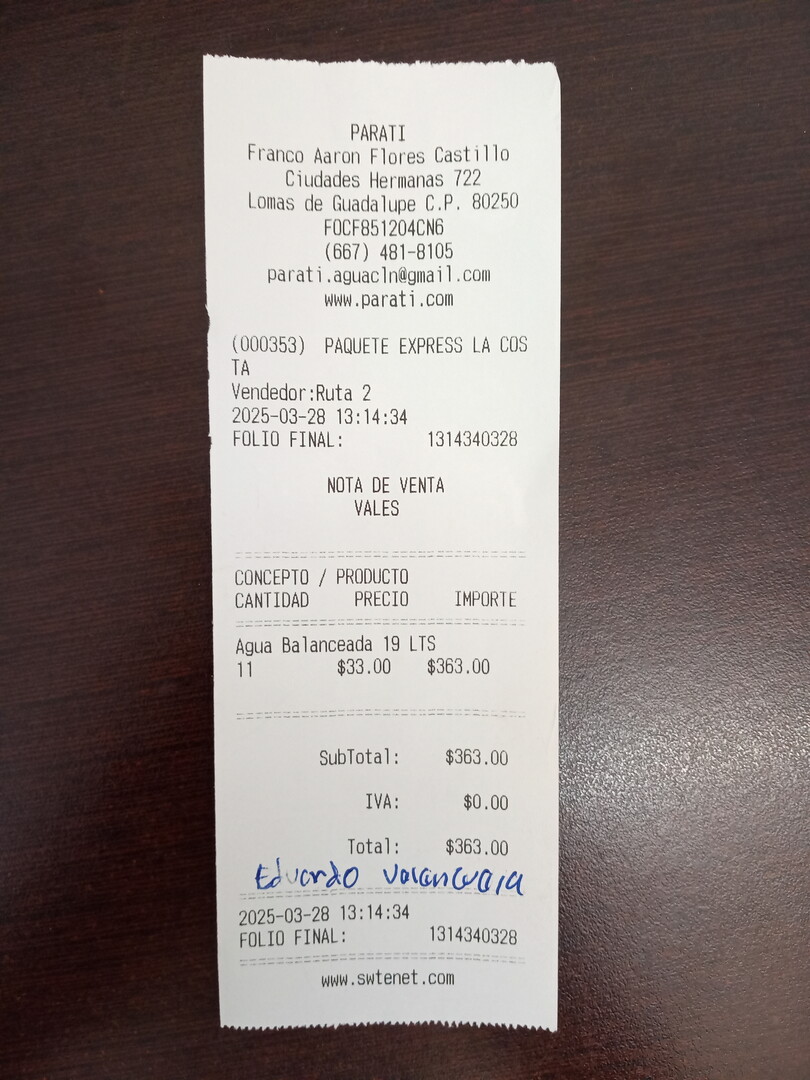 PARATI
Franco Aaron Flores Castillo
Ciudades Hermanas 722
Lomas de Guadalupe C.P. 80250
FOCF851204CN6
(667) 481-8105
parati.aguacln@gmail.com
www.parati.com
(000353) PAQUETE EXPRESS LA COS
TA
Vendedor:Ruta 2
2025-03-28 13:14:34
FOLIO FINAL: 1314340328
NOTA DE VENTA
VALES
CONCEPTO / PRODUCTO
CANTIDAD PRECIO IMPORTE
Agua Balanceada 19 LTS
11 $33.00 $363.00
SubTotal: $363.00
IVA: $0.00
Total: $363.00
Eduardo
2025-03-28 13:14:34
FOLIO FINAL: 1314340328
www.swtenet.com